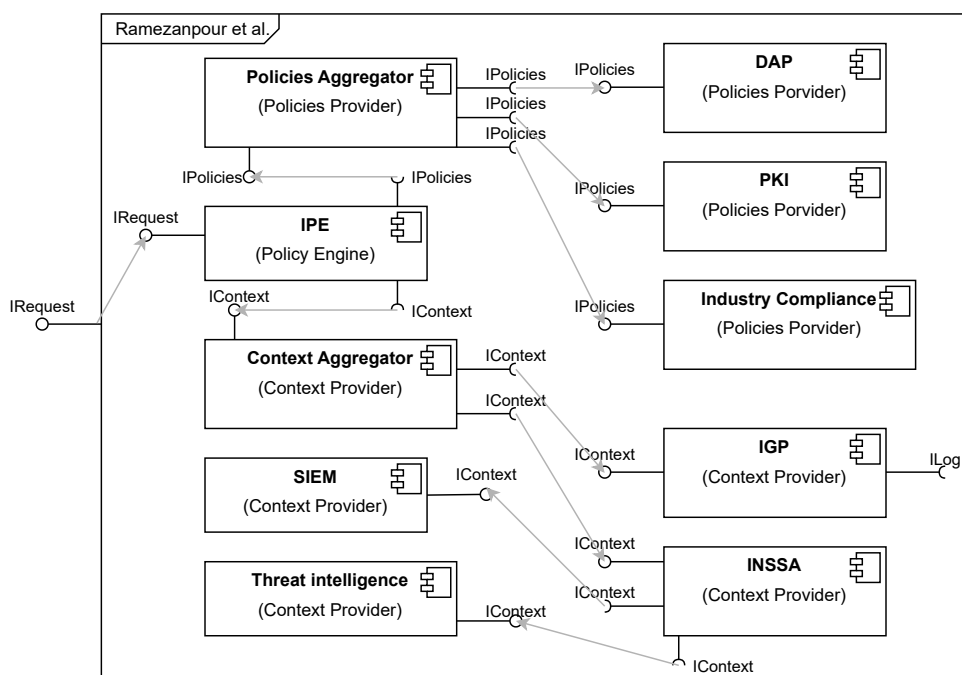 Ramezanpour et al.
Policies Aggregator
(Policies Provider)
IPolicies
IPolicies
IPolicies
IPolicies
DAP
(Policies Porvider)
IPolicies
IPolicies
IPolicies
PKI
(Policies Porvider)
IRequest
IRequest
IPE
(Policy Engine)
IContext
IContext
IPolicies
Industry Compliance
(Policies Porvider)
Context Aggregator
(Context Provider)
IContext
IContext
IContext
IGP
(Context Provider)
ILog
SIEM
(Context Provider)
IContext
IContext
IContext
INSSA
(Context Provider)
Threat intelligence
(Context Provider)
IContext
IContext